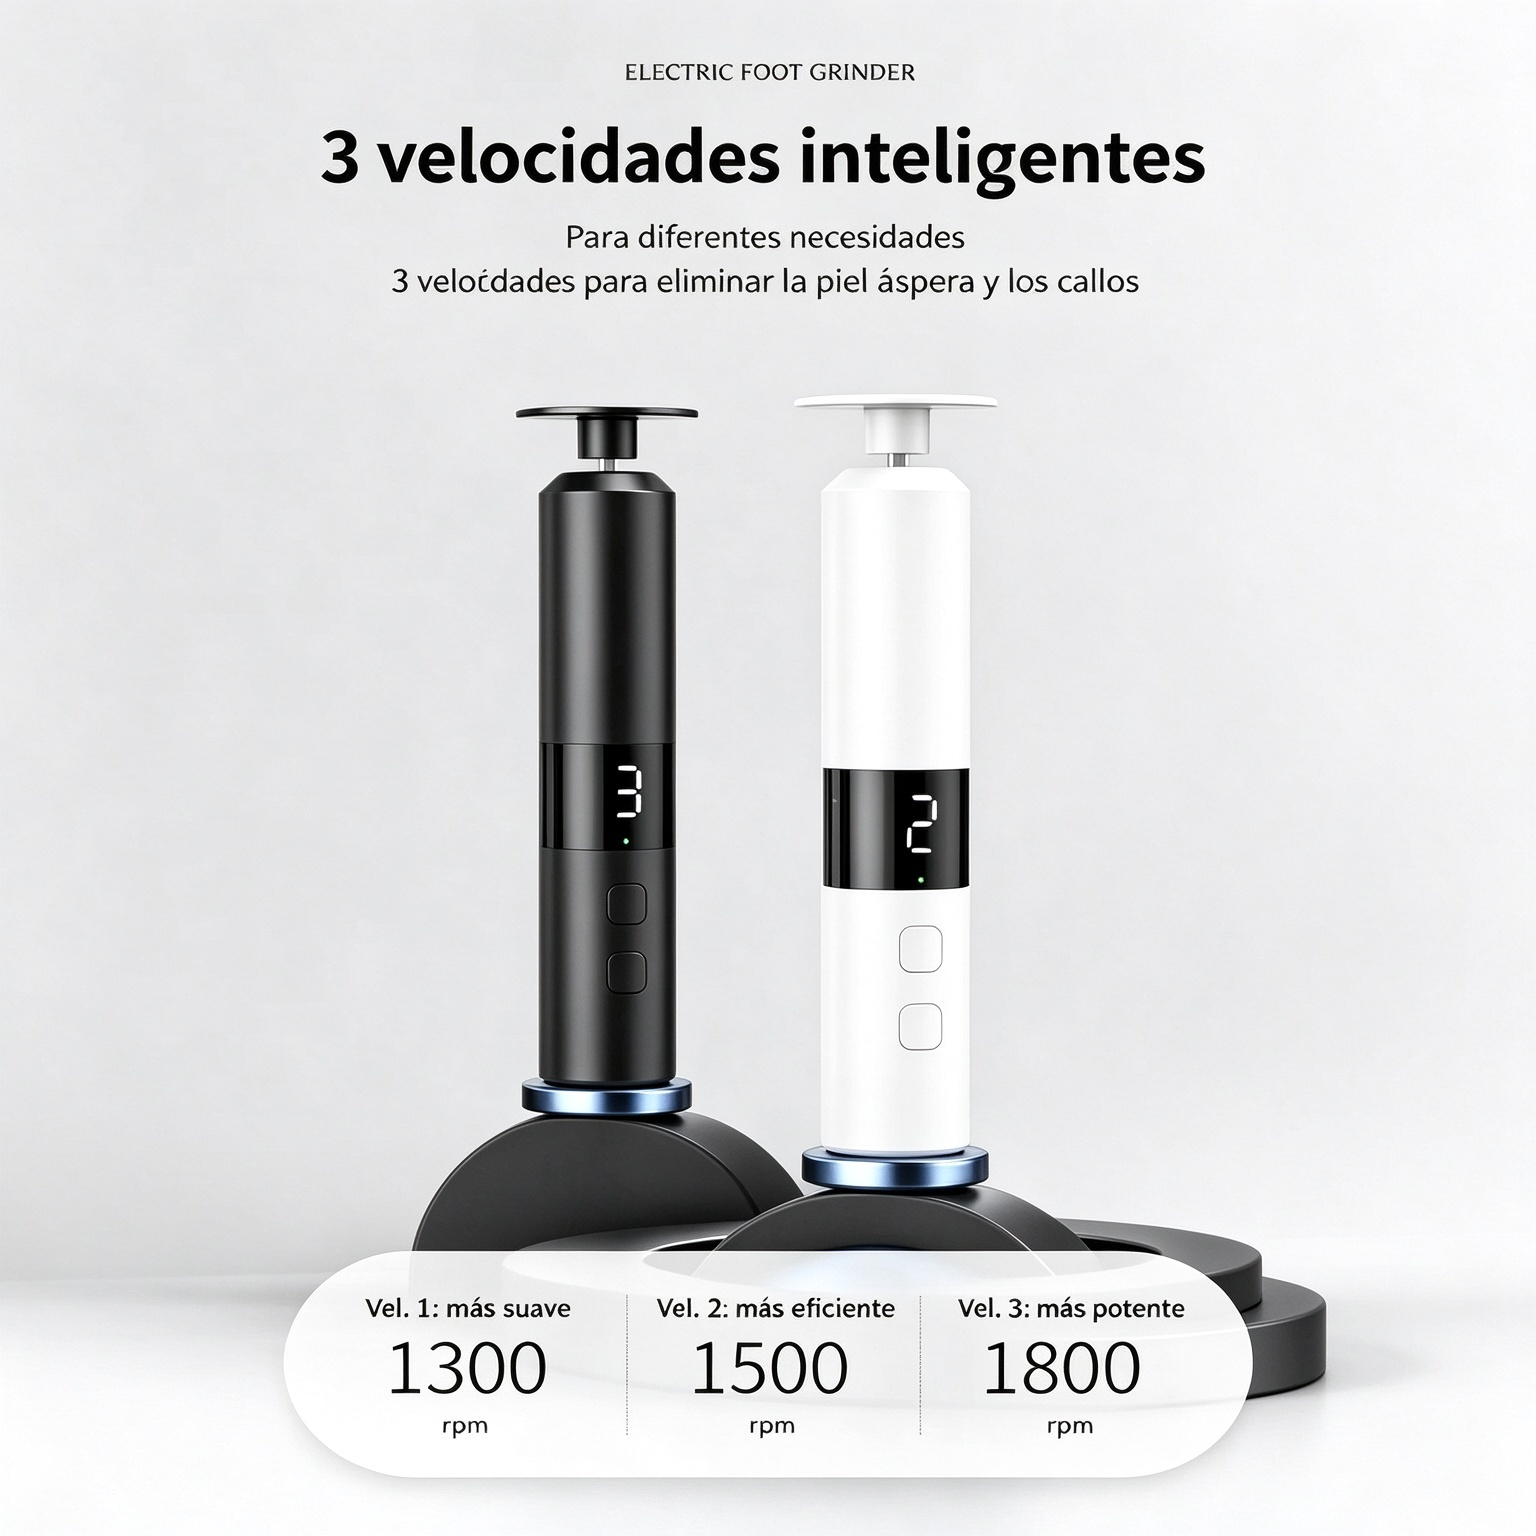 ELECTRIC FOOT GRINDER
3 velocidades inteligentes
Para diferentes necesidades
3 para eliminar la piel áspera y los callos
3
2
Vel. 1: más suave
1300
rpm
Vel. 2: más eficiente
1500
rpm
Vel. 3: más potente
1800
rpm